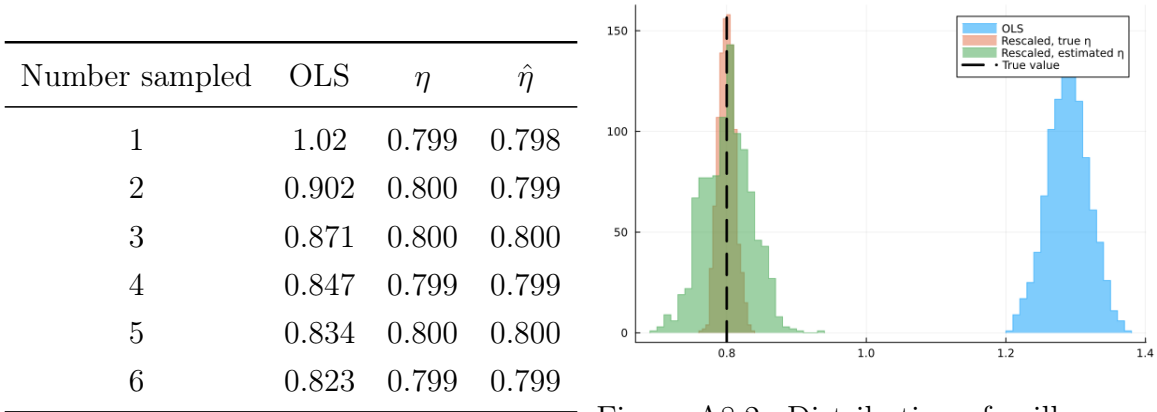 Number sampled OLS η η̂
1 1.02 0.799 0.798
2 0.902 0.800 0.799
3 0.871 0.800 0.800
4 0.847 0.799 0.799
5 0.834 0.800 0.800
6 0.823 0.799 0.799
150
100
50
0
0.8 1.0 1.2 1.4
OLS
Rescaled, true η
Rescaled, estimated η
True value